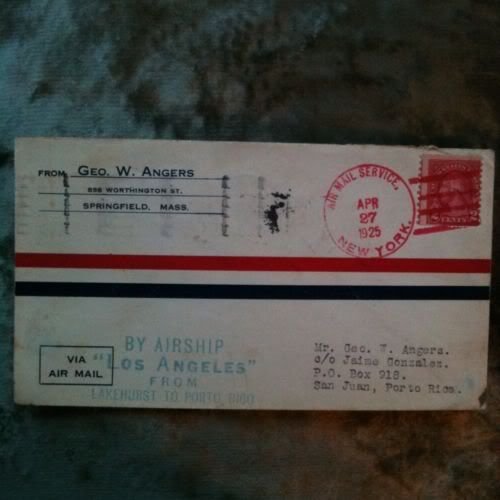 FROM GEO. W. ANGERS
WORTHINGTON ST.
SPRINGFIELD, MASS.
AIR MAIL SERVICE,
APR
27
1925
NEW YORK.
CENTS 2
VIA
AIR MAIL
BY AIRSHIP
"LOS ANGELES"
FROM
LAKEHURST TO PORTO RICO
Mr. Geo. W. Angers.
c/o Jaime Gonzalez.
P.O. Box 918.
San Juan, Porto Rico.